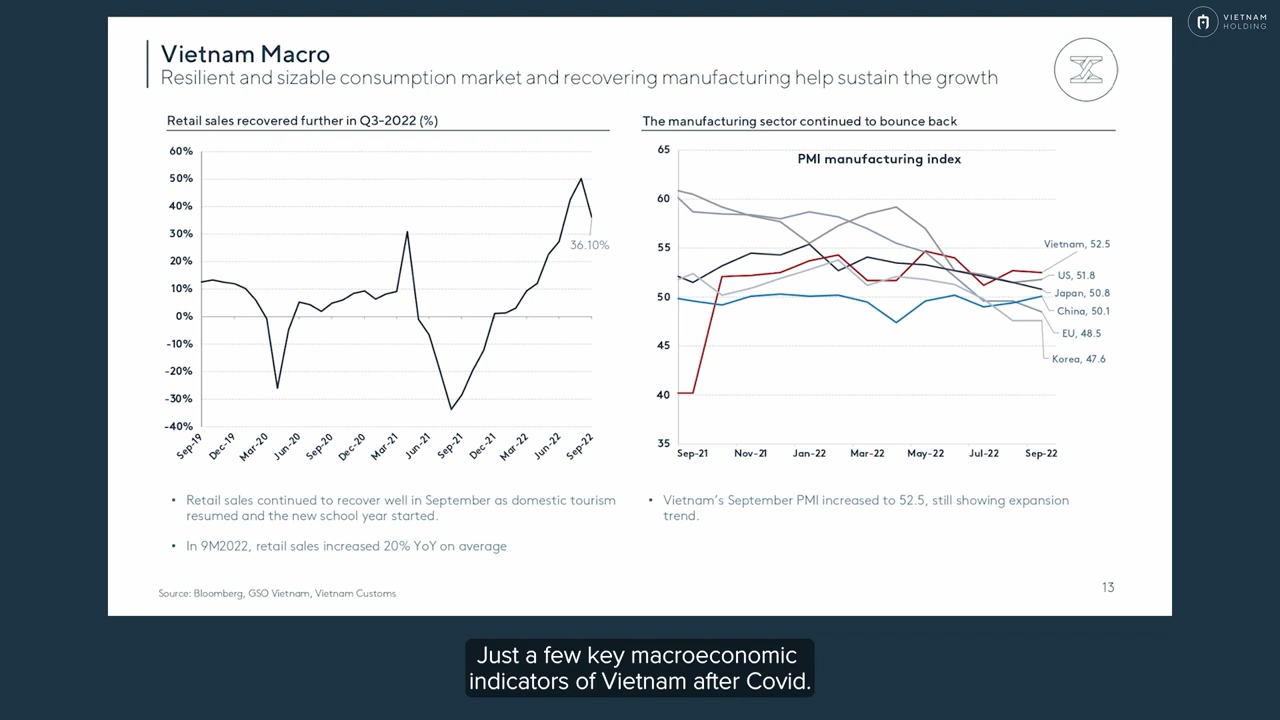 VIETNAM
HOLDING
Vietnam Macro
Resilient and sizable consumption market and recovering manufacturing help sustain the growth
Retail sales recovered further in Q3-2022 (%)
60%
50%
40%
30%
20%
10%
0%
-10%
-20%
-30%
-40%
36.10%
Sep-19
Dec-19
Mar-20
Jun-20
Sep-20
Dec-20
Mar-21
Jun-21
Sep-21
Dec-21
Mar-22
Jun-22
Sep-22
• Retail sales continued to recover well in September as domestic tourism
resumed and the new school year started.
• In 9M2022, retail sales increased 20% YoY on average
The manufacturing sector continued to bounce back
PMI manufacturing index
65
60
55
50
45
40
35
Vietnam, 52.5
US, 51.8
Japan, 50.8
China, 50.1
EU, 48.5
Korea, 47.6
Sep-21
Nov-21
Jan-22
Mar-22
May-22
Jul-22
Sep-22
• Vietnam's September PMI increased to 52.5, still showing expansion
trend.
Source: Bloomberg, GSO Vietnam, Vietnam Customs
13
Just a few key macroeconomic
indicators of Vietnam after Covid.